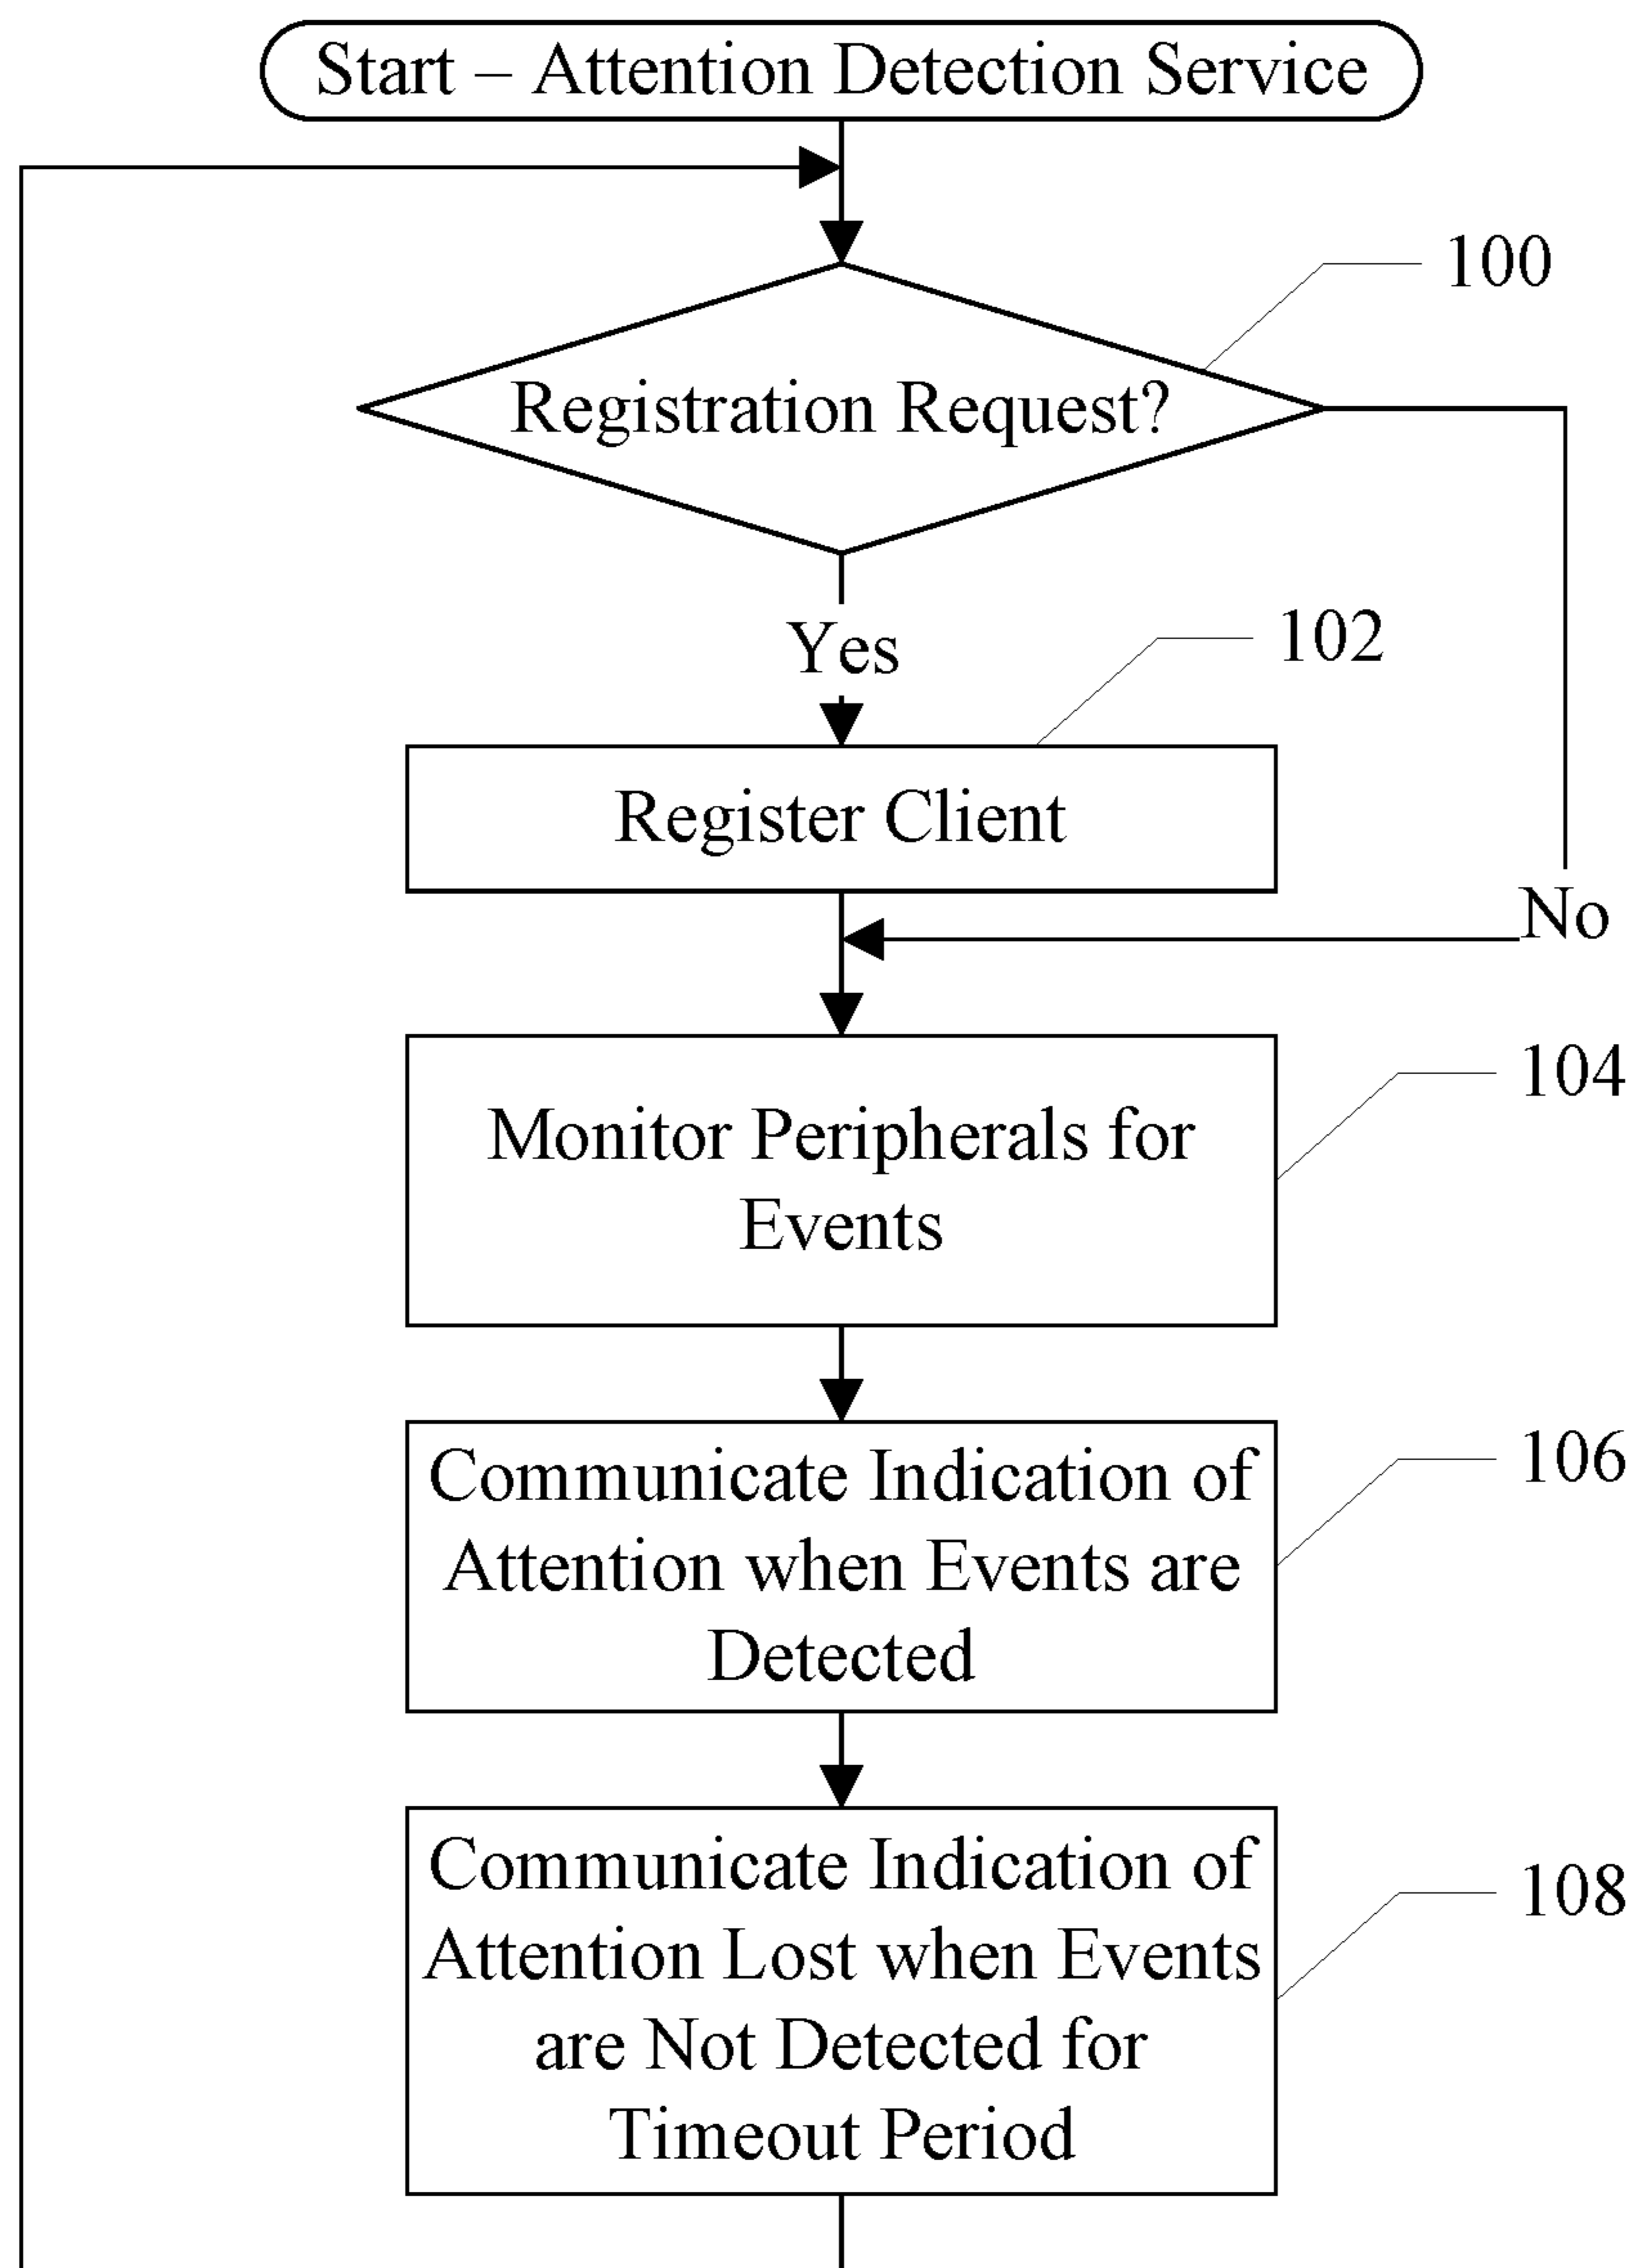 Start – Attention Detection Service
100
Registration Request?
Yes
102
Register Client
No
104
Monitor Peripherals for
Events
106
Communicate Indication of
Attention when Events are
Detected
108
Communicate Indication of
Attention Lost when Events
are Not Detected for
Timeout Period